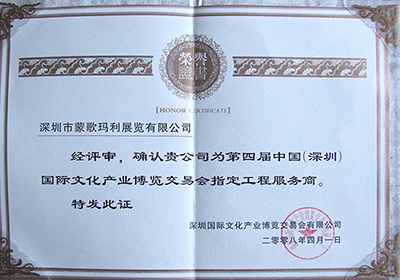 榮譽
證書
[ HONOR CERTIFICATE ]
深圳市蒙歌玛利展览有限公司
经评审，确认贵公司为第四届中国(深圳)
国际文化产业博览交易会指定工程服务商。
特发此证
深圳国际文化产业博览交易会有限公司
二零零八年四月一日